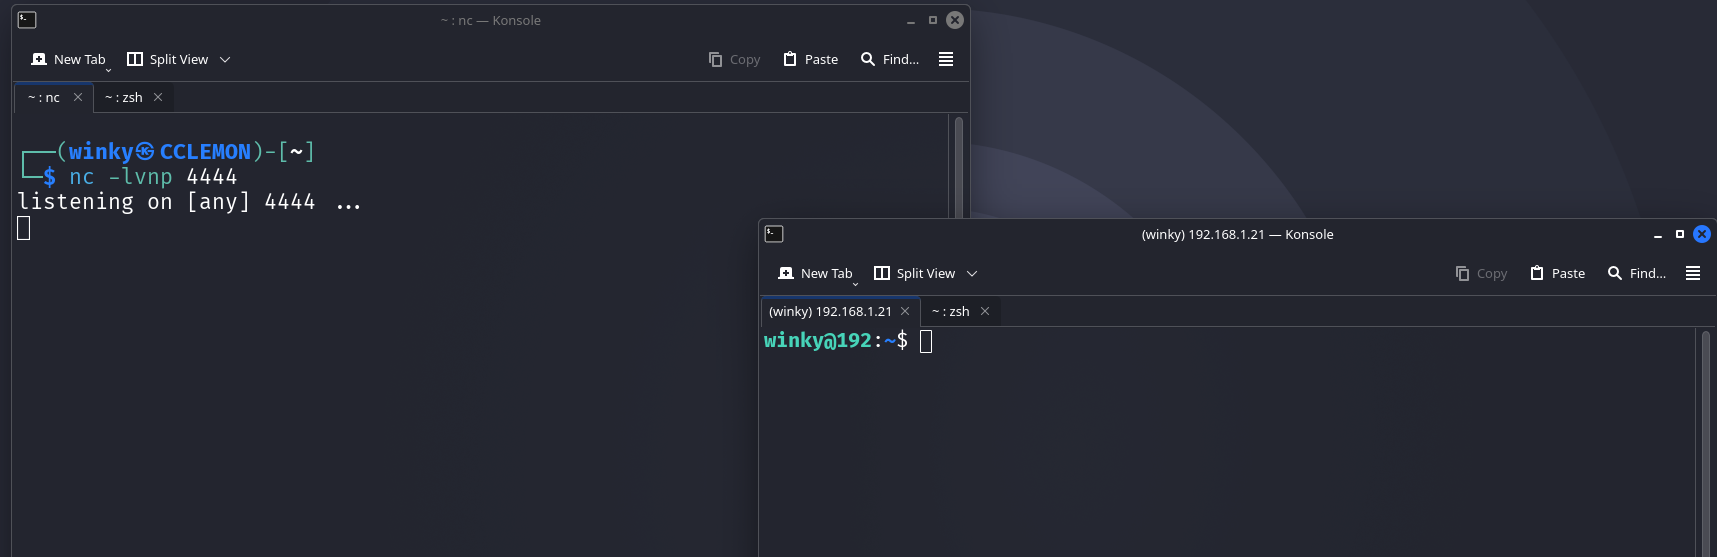 ~ : nc — Konsole
New Tab Split View Copy Paste Find...
~ : nc ~ : zsh
┌──(winky㉿CCLEMON)-[~]
└─$ nc -lvnp 4444
listening on [any] 4444 ...
(winky) 192.168.1.21 — Konsole
New Tab Split View Copy Paste Find...
(winky) 192.168.1.21 ~ : zsh
winky@192:~$